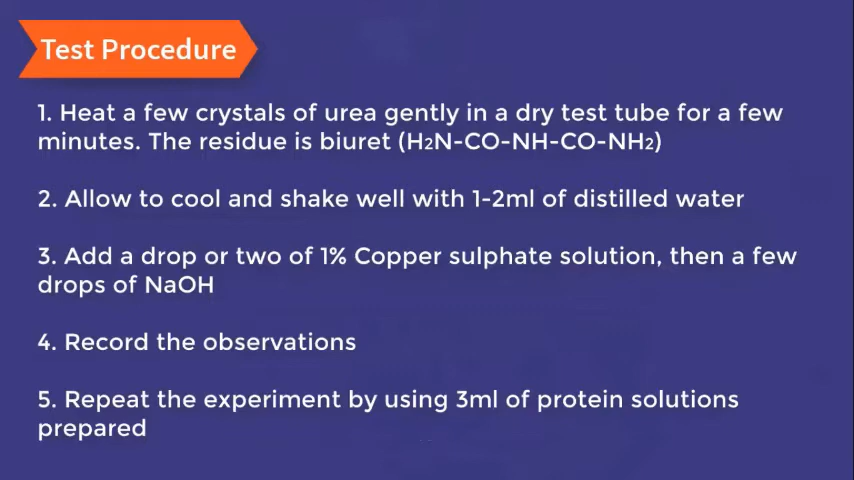 Test Procedure
1. Heat a few crystals of urea gently in a dry test tube for a few
minutes. The residue is biuret (H2N-CO-NH-CO-NH2)
2. Allow to cool and shake well with 1-2ml of distilled water
3. Add a drop or two of 1% Copper sulphate solution, then a few
drops of NaOH
4. Record the observations
5. Repeat the experiment by using 3ml of protein solutions
prepared